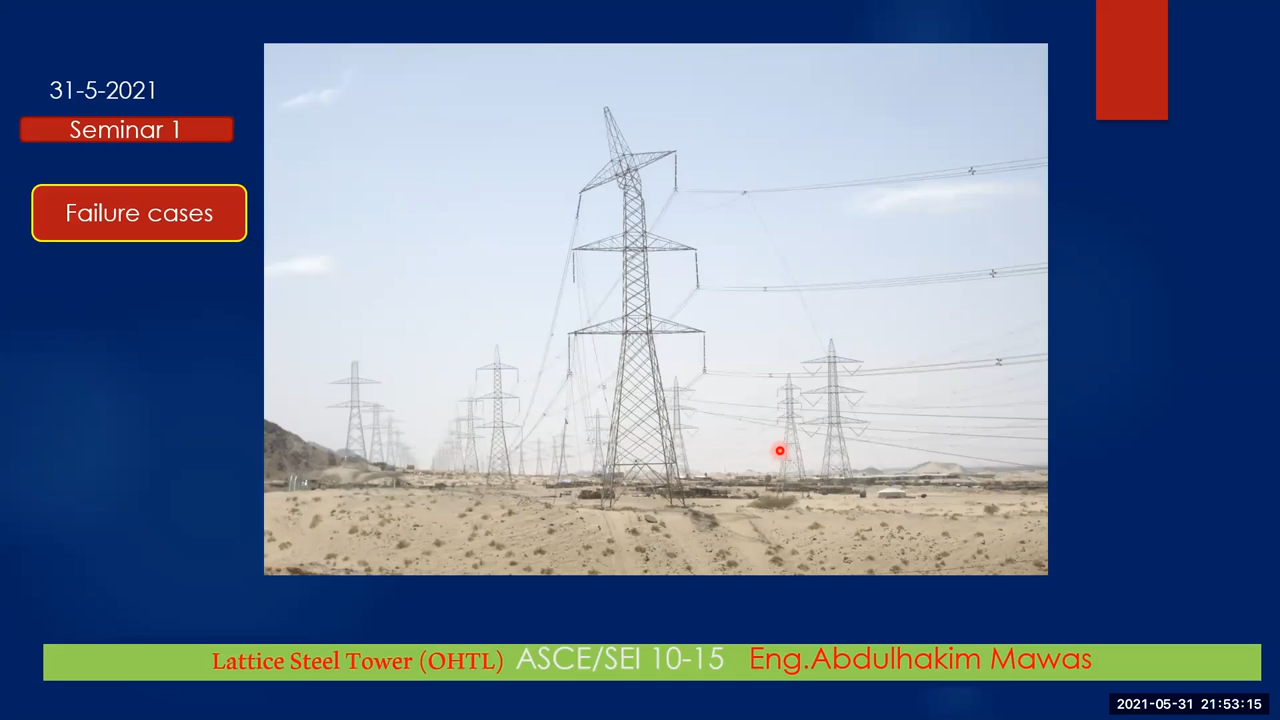 31-5-2021
Seminar 1
Failure cases
Lattice Steel Tower (OHTL) ASCE/SEI 10-15 Eng.Abdulhakim Mawas
2021-05-31 21:53:15